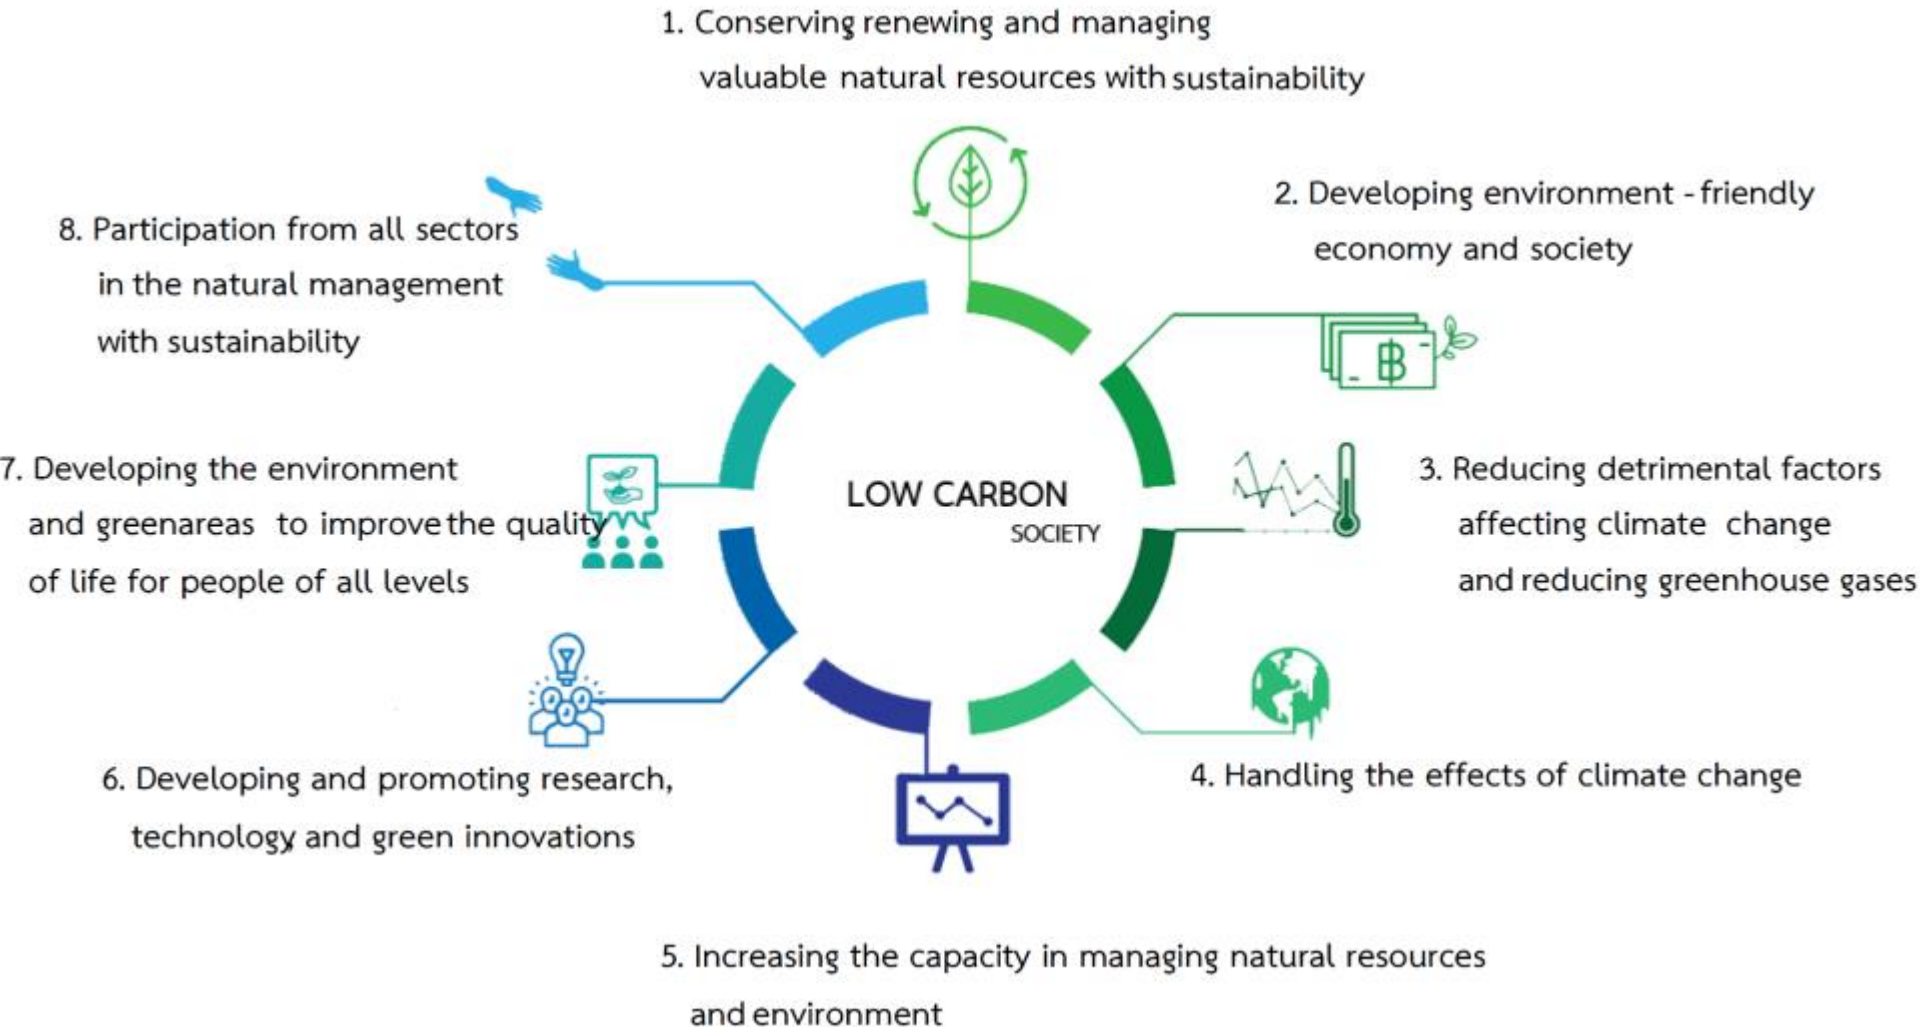 1. Conserving renewing and managing
valuable natural resources with sustainability
2. Developing environment - friendly
economy and society
฿
3. Reducing detrimental factors
affecting climate change
and reducing greenhouse gases
4. Handling the effects of climate change
5. Increasing the capacity in managing natural resources
and environment
6. Developing and promoting research,
technology, and green innovations
7. Developing the environment
and greenareas to improve the quality
of life for people of all levels
8. Participation from all sectors
in the natural management
with sustainability
LOW CARBON
SOCIETY